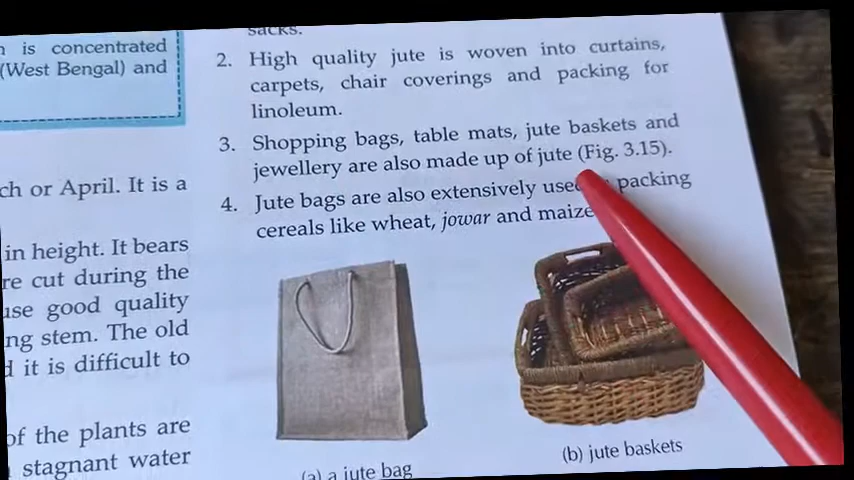 n is concentrated
(West Bengal) and
ch or April. It is a
in height. It bears
re cut during the
use good quality
ng stem. The old
d it is difficult to
of the plants are
stagnant water
sacks.
2. High quality jute is woven into curtains,
carpets, chair coverings and packing for
linoleum.
3. Shopping bags, table mats, jute baskets and
jewellery are also made up of jute (Fig. 3.15).
4. Jute bags are also extensively used packing
cereals like wheat, jowar and maize
(a) a jute bag
(b) jute baskets